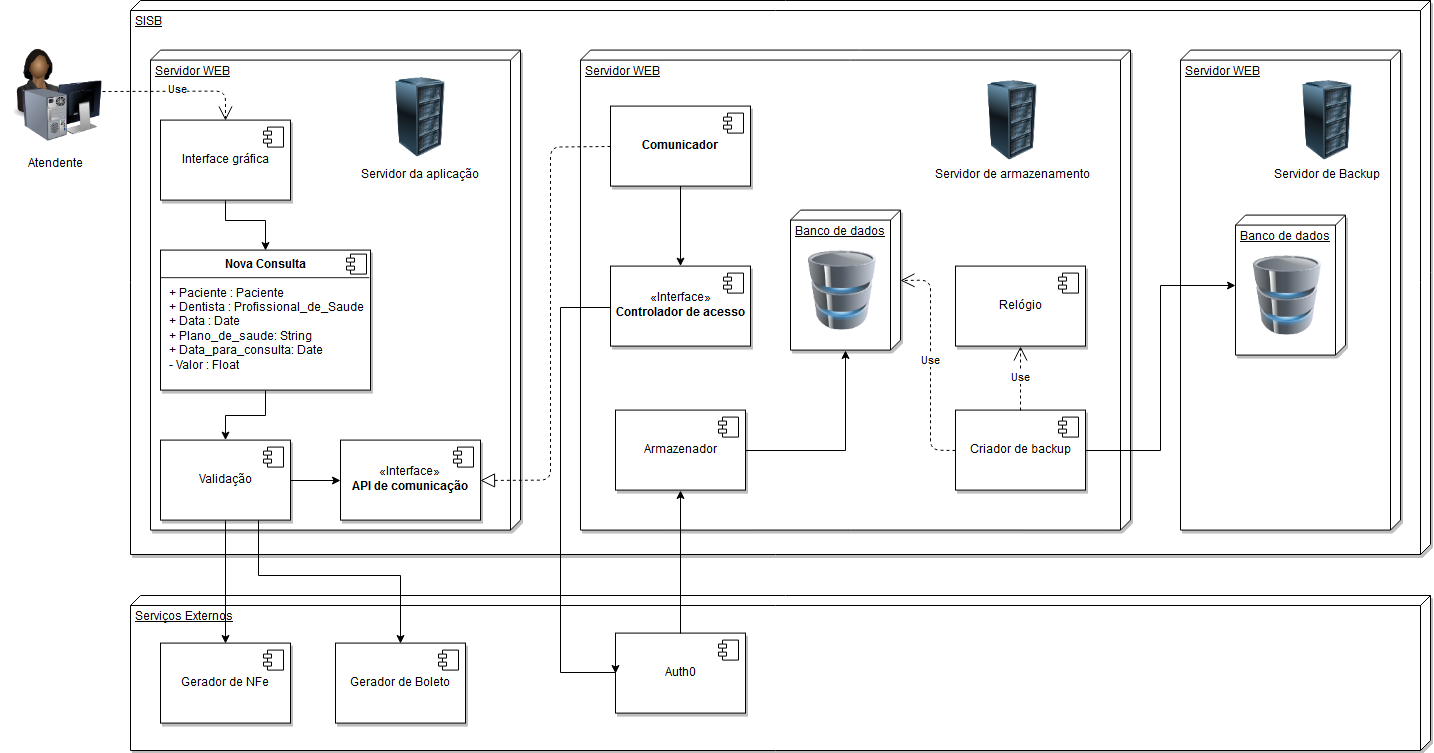 SISB
Atendente
Servidor WEB
Use
Interface gráfica
Servidor da aplicação
Nova Consulta
+ Paciente : Paciente
+ Dentista : Profissional_de_Saude
+ Data : Date
+ Plano_de_saude: String
+ Data_para_consulta: Date
- Valor : Float
Validação
«Interface»
API de comunicação
Servidor WEB
Comunicador
Servidor de armazenamento
«Interface»
Controlador de acesso
Banco de dados
Relógio
Use
Use
Armazenador
Criador de backup
Servidor WEB
Servidor de Backup
Banco de dados
Serviços Externos
Gerador de NFe
Gerador de Boleto
Auth0